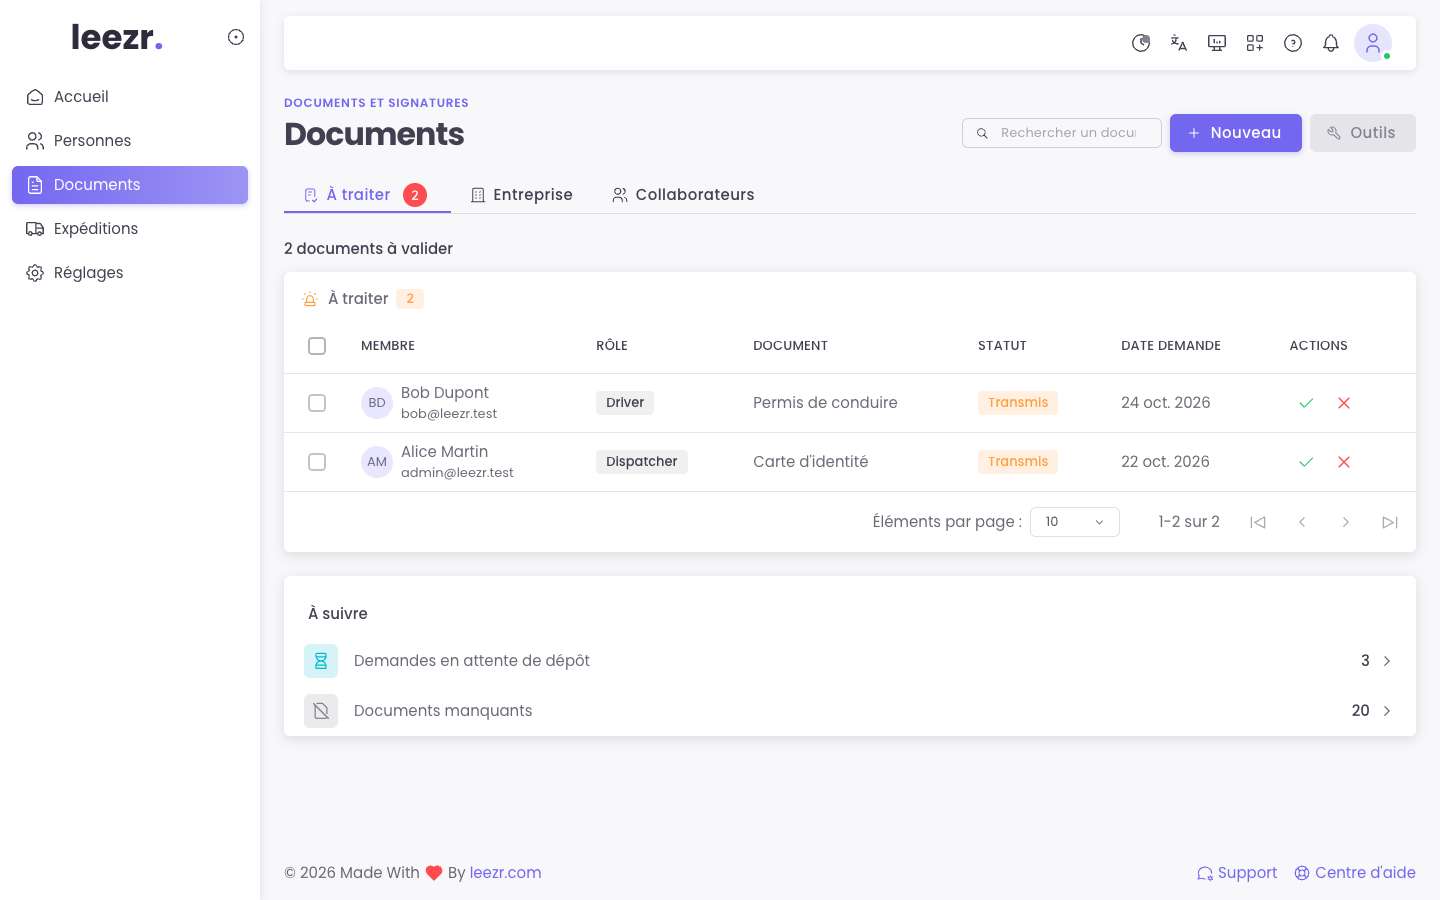 leezr.
Accueil
Personnes
Documents
Expéditions
Réglages
DOCUMENTS ET SIGNATURES
Documents
Rechercher un docu
Nouveau
Outils
À traiter 2
Entreprise
Collaborateurs
2 documents à valider
À traiter 2
MEMBRE RÔLE DOCUMENT STATUT DATE DEMANDE ACTIONS
BD Bob Dupont Driver Permis de conduire Transmis 24 oct. 2026
bob@leezr.test
AM Alice Martin Dispatcher Carte d'identité Transmis 22 oct. 2026
admin@leezr.test
Éléments par page : 10 1-2 sur 2
À suivre
Demandes en attente de dépôt 3
Documents manquants 20
© 2026 Made With By leezr.com
Support
Centre d'aide